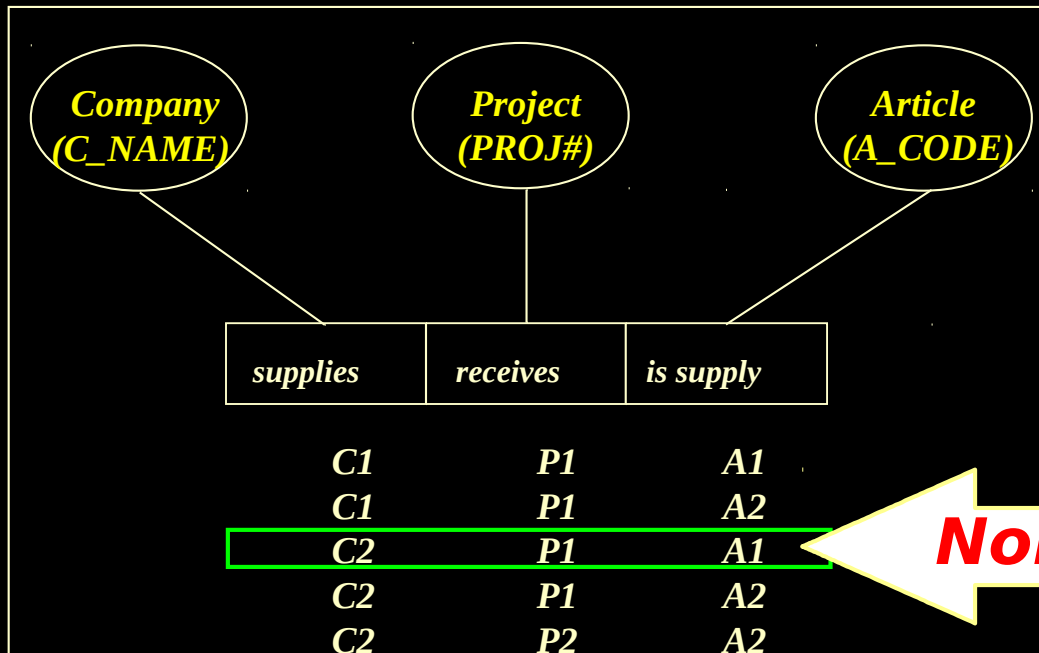 Company
(C_NAME)
Project
(PROJ#)
Article
(A_CODE)
supplies receives is supply
C1 P1 A1
C1 P1 A2
C2 P1 A1
C2 P1 A2
C2 P2 A2